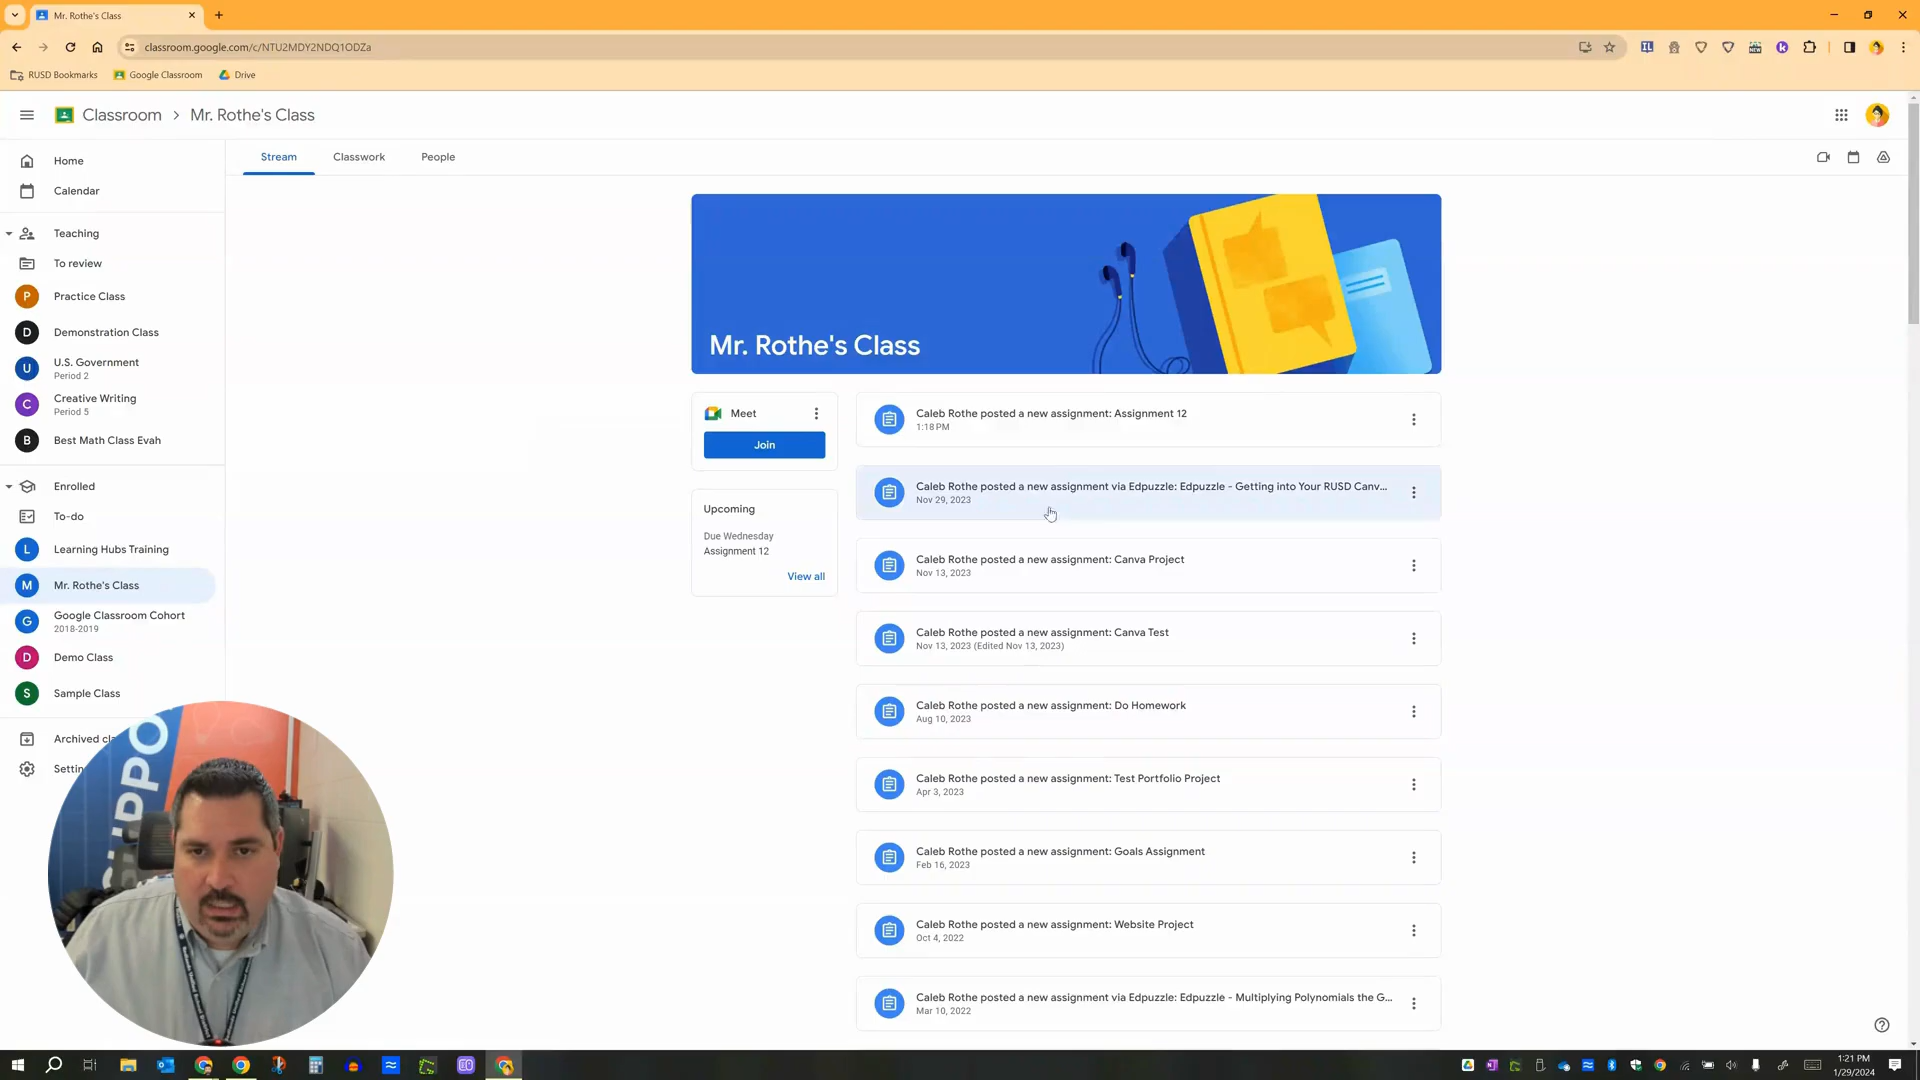 Mr. Rothe's Class
classroom.google.com/c/NTU2MDY2NDQ1ODZa
RUSD Bookmarks
Google Classroom
Drive
Classroom > Mr. Rothe's Class
Stream
Classwork
People
Home
Calendar
Teaching
To review
P Practice Class
D Demonstration Class
U U.S. Government
Period 2
C Creative Writing
Period 5
B Best Math Class Evah
Enrolled
To-do
L Learning Hubs Training
M Mr. Rothe's Class
G Google Classroom Cohort
2018-2019
D Demo Class
S Sample Class
Archived cl
Settin
Mr. Rothe's Class
Meet
Join
Upcoming
Due Wednesday
Assignment 12
View all
Caleb Rothe posted a new assignment: Assignment 12
1:18 PM
Caleb Rothe posted a new assignment via Edpuzzle: Edpuzzle - Getting into Your RUSD Canv...
Nov 29, 2023
Caleb Rothe posted a new assignment: Canva Project
Nov 13, 2023
Caleb Rothe posted a new assignment: Canva Test
Nov 13, 2023 (Edited Nov 13, 2023)
Caleb Rothe posted a new assignment: Do Homework
Aug 10, 2023
Caleb Rothe posted a new assignment: Test Portfolio Project
Apr 3, 2023
Caleb Rothe posted a new assignment: Goals Assignment
Feb 16, 2023
Caleb Rothe posted a new assignment: Website Project
Oct 4, 2022
Caleb Rothe posted a new assignment via Edpuzzle: Edpuzzle - Multiplying Polynomials the G...
Mar 10, 2022
1:21 PM
1/29/2024